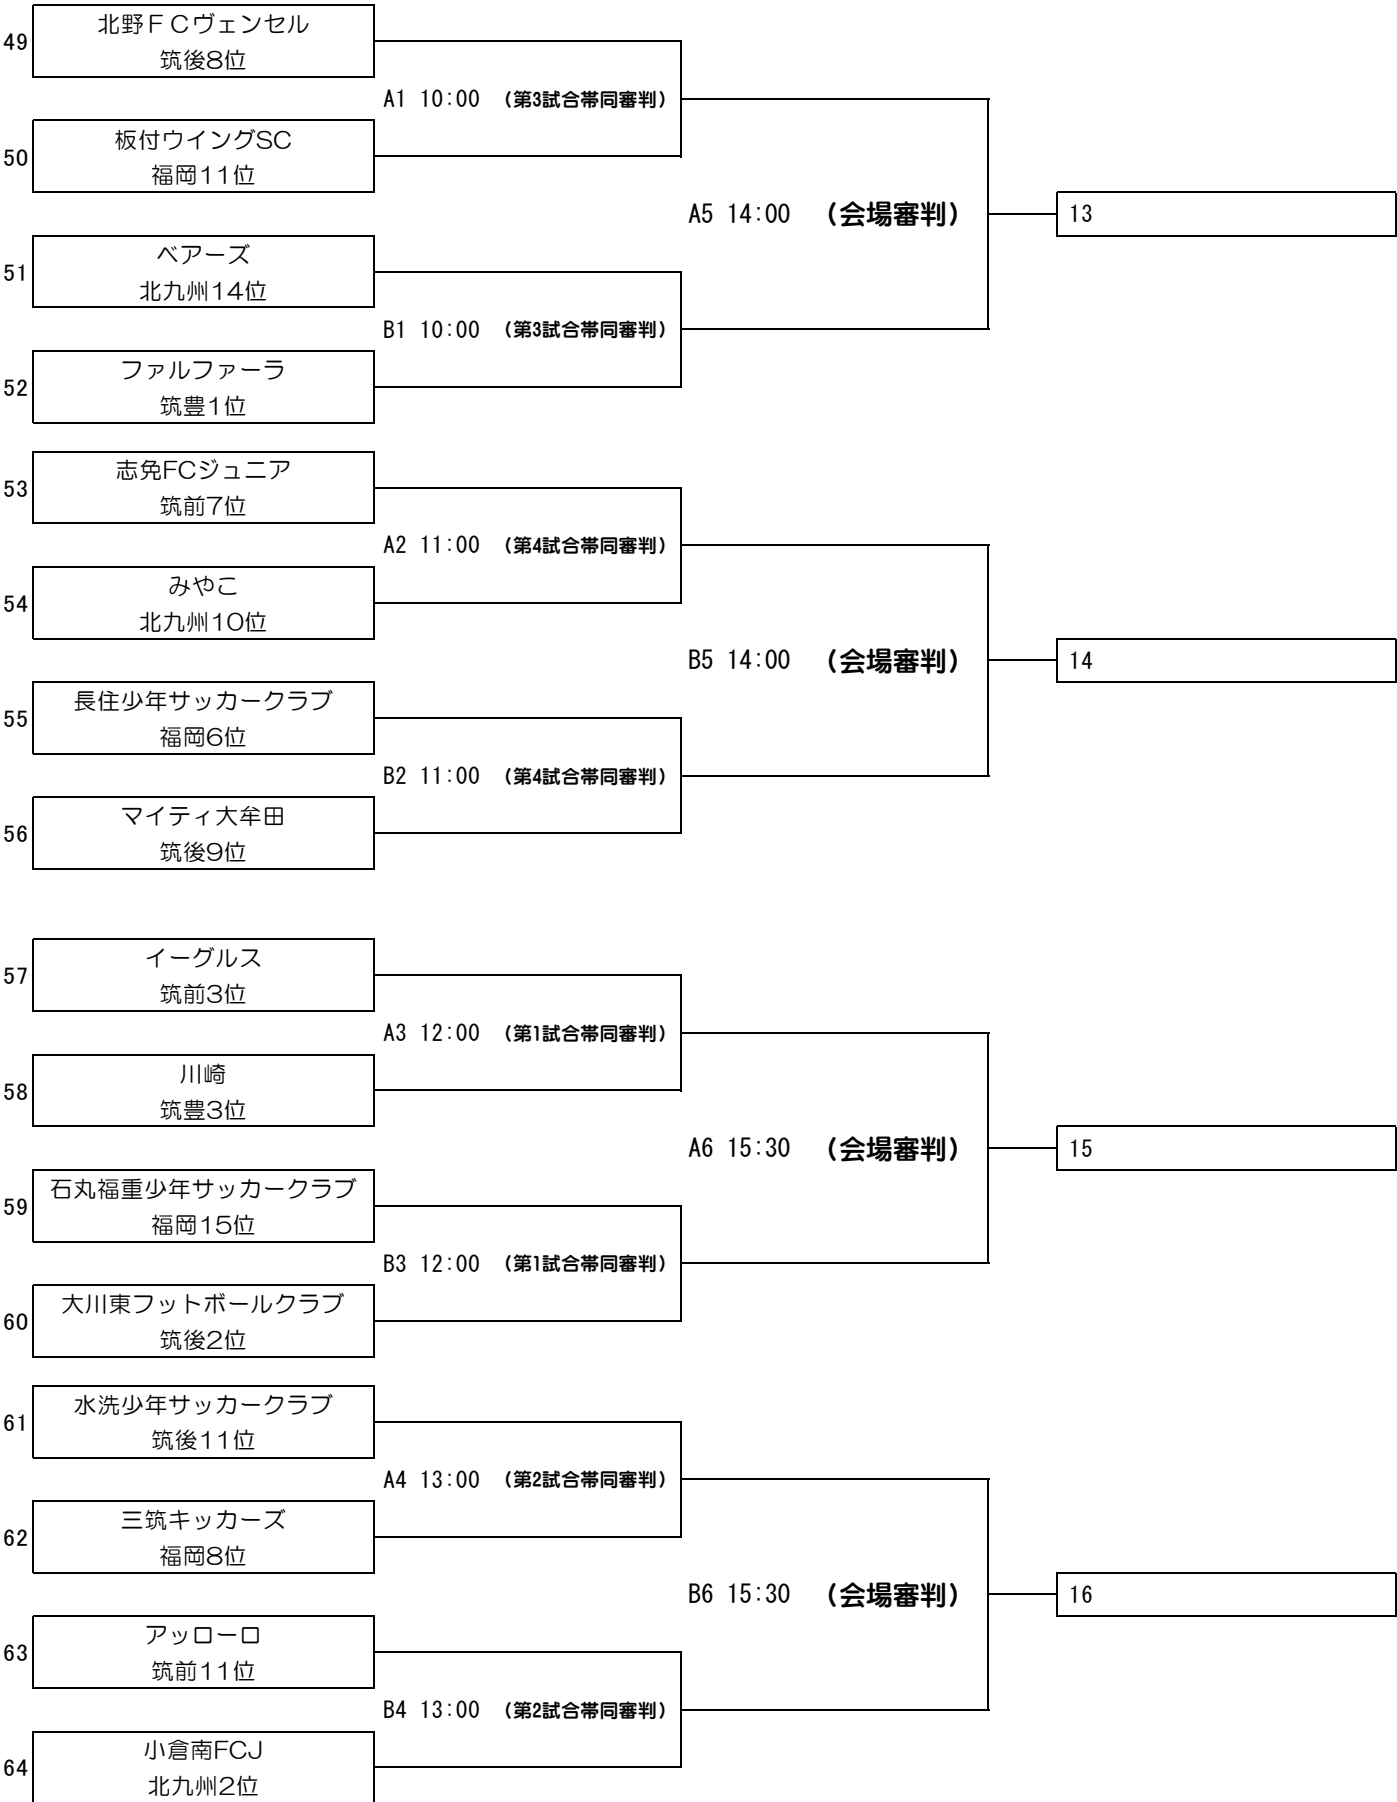 49
北野ＦＣヴェンセル
筑後8位
A1 10:00 （第3試合帯同審判）
50
板付ウイングSC
福岡11位
A5 14:00 （会場審判）
13
51
ベアーズ
北九州14位
B1 10:00 （第3試合帯同審判）
52
ファルファーラ
筑豊1位
53
志免FCジュニア
筑前7位
A2 11:00 （第4試合帯同審判）
54
みやこ
北九州10位
B5 14:00 （会場審判）
14
55
長住少年サッカークラブ
福岡6位
B2 11:00 （第4試合帯同審判）
56
マイティ大牟田
筑後9位
57
イーグルス
筑前3位
A3 12:00 （第1試合帯同審判）
58
川崎
筑豊3位
A6 15:30 （会場審判）
15
59
石丸福重少年サッカークラブ
福岡15位
B3 12:00 （第1試合帯同審判）
60
大川東フットボールクラブ
筑後2位
61
水洗少年サッカークラブ
筑後11位
A4 13:00 （第2試合帯同審判）
62
三筑キッカーズ
福岡8位
B6 15:30 （会場審判）
16
63
アッローロ
筑前11位
B4 13:00 （第2試合帯同審判）
64
小倉南FCJ
北九州2位